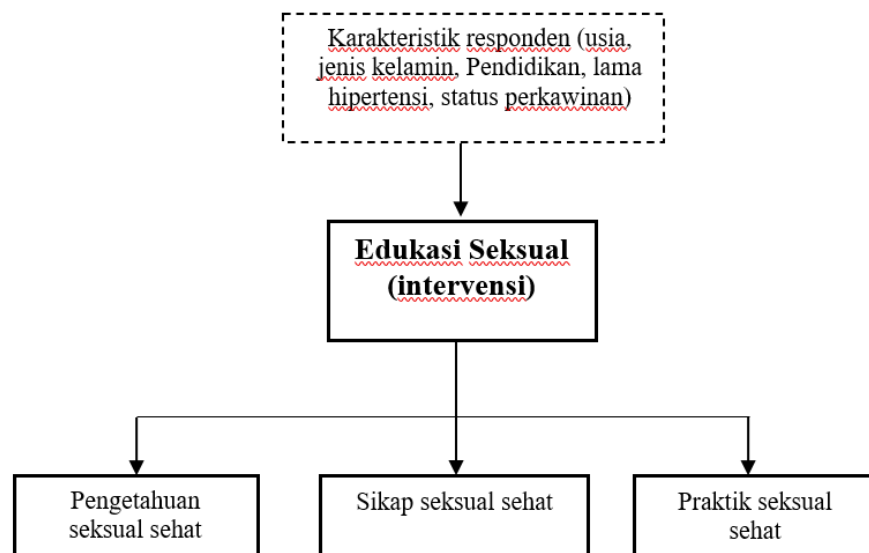 Karakteristik responden (usia,
jenis kelamin, Pendidikan, lama
hipertensi, status perkawinan)
Edukasi Seksual
(intervensi)
Pengetahuan
seksual sehat
Sikap seksual sehat
Praktik seksual
sehat